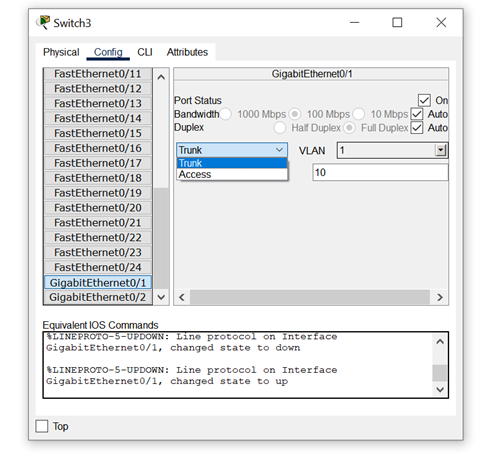 Switch3
Physical Config CLI Attributes
FastEthernet0/11
FastEthernet0/12
FastEthernet0/13
FastEthernet0/14
FastEthernet0/15
FastEthernet0/16
FastEthernet0/17
FastEthernet0/18
FastEthernet0/19
FastEthernet0/20
FastEthernet0/21
FastEthernet0/22
FastEthernet0/23
FastEthernet0/24
GigabitEthernet0/1
GigabitEthernet0/2
GigabitEthernet0/1
Port Status On
Bandwidth 1000 Mbps 100 Mbps 10 Mbps Auto
Duplex Half Duplex Full Duplex Auto
Trunk VLAN 1
Trunk
Access
10
Equivalent IOS Commands
%LINEPROTO-5-UPDOWN: Line protocol on Interface
GigabitEthernet0/1, changed state to down
%LINEPROTO-5-UPDOWN: Line protocol on Interface
GigabitEthernet0/1, changed state to up
Top